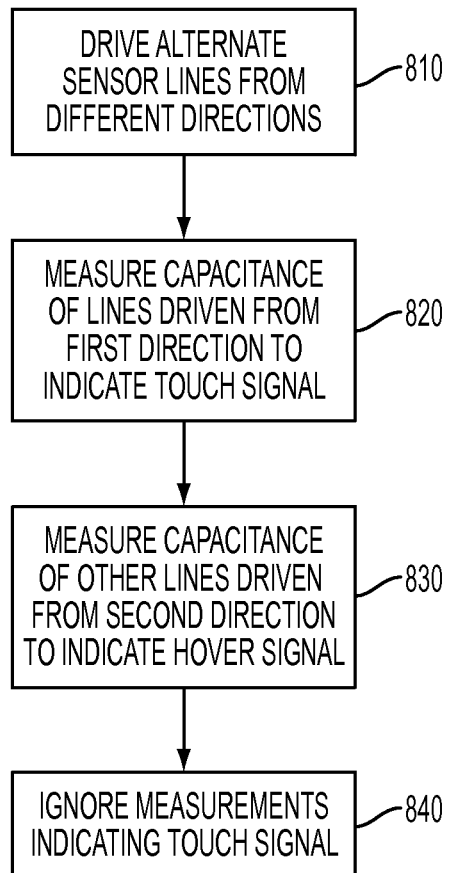 DRIVE ALTERNATE
SENSOR LINES FROM
DIFFERENT DIRECTIONS
810
MEASURE CAPACITANCE
OF LINES DRIVEN FROM
FIRST DIRECTION TO
INDICATE TOUCH SIGNAL
820
MEASURE CAPACITANCE
OF OTHER LINES DRIVEN
FROM SECOND DIRECTION
TO INDICATE HOVER SIGNAL
830
IGNORE MEASUREMENTS
INDICATING TOUCH SIGNAL
840